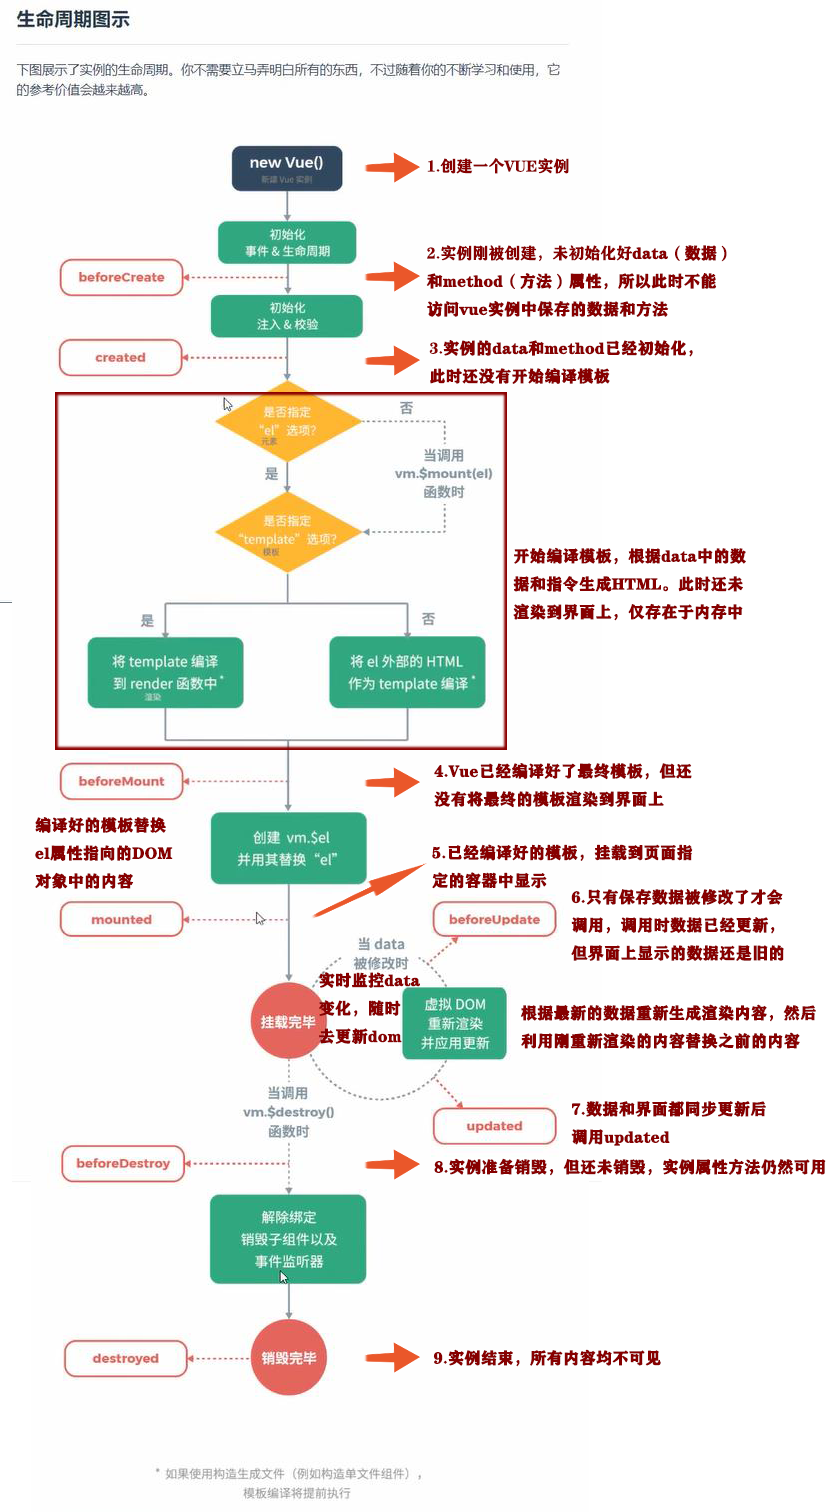 生命周期图示
下图展示了实例的生命周期。你不需要立马弄明白所有的东西，不过随着你的不断学习和使用，它
的参考价值会越来越高。
new Vue()
新建 Vue 实例
1.创建一个VUE实例
初始化
事件 & 生命周期
beforeCreate
2.实例刚被创建，未初始化好data（数据）
和method（方法）属性，所以此时不能
访问vue实例中保存的数据和方法
初始化
注入 & 校验
created
3.实例的data和method已经初始化，
此时还没有开始编译模板
是否指定
“el”选项?
元素
否
当调用
vm.$mount(el)
函数时
是
是否指定
“template”选项?
模板
开始编译模板，根据data中的数
据和指令生成HTML。此时还未
渲染到界面上，仅存在于内存中
是
否
将 template 编译
到 render 函数中*
渲染
将 el 外部的 HTML
作为 template 编译*
beforeMount
4.Vue已经编译好了最终模板，但还
没有将最终的模板渲染到界面上
编译好的模板替换
el属性指向的DOM
对象中的内容
创建 vm.$el
并用其替换“el”
5.已经编译好的模板，挂载到页面指
定的容器中显示
mounted
beforeUpdate
6.只有保存数据被修改了才会
调用，调用时数据已经更新，
但界面上显示的数据还是旧的
当 data
被修改时
实时监控data
变化，随时
去更新dom
挂载完毕
虚拟 DOM
重新渲染
并应用更新
根据最新的数据重新生成渲染内容，然后
利用刚重新渲染的内容替换之前的内容
当调用
vm.$destroy()
函数时
updated
7.数据和界面都同步更新后
调用updated
beforeDestroy
8.实例准备销毁，但还未销毁，实例属性方法仍然可用
解除绑定
销毁子组件以及
事件监听器
destroyed
销毁完毕
9.实例结束，所有内容均不可见
* 如果使用构造生成文件（例如构造单文件组件），
模板编译将提前执行